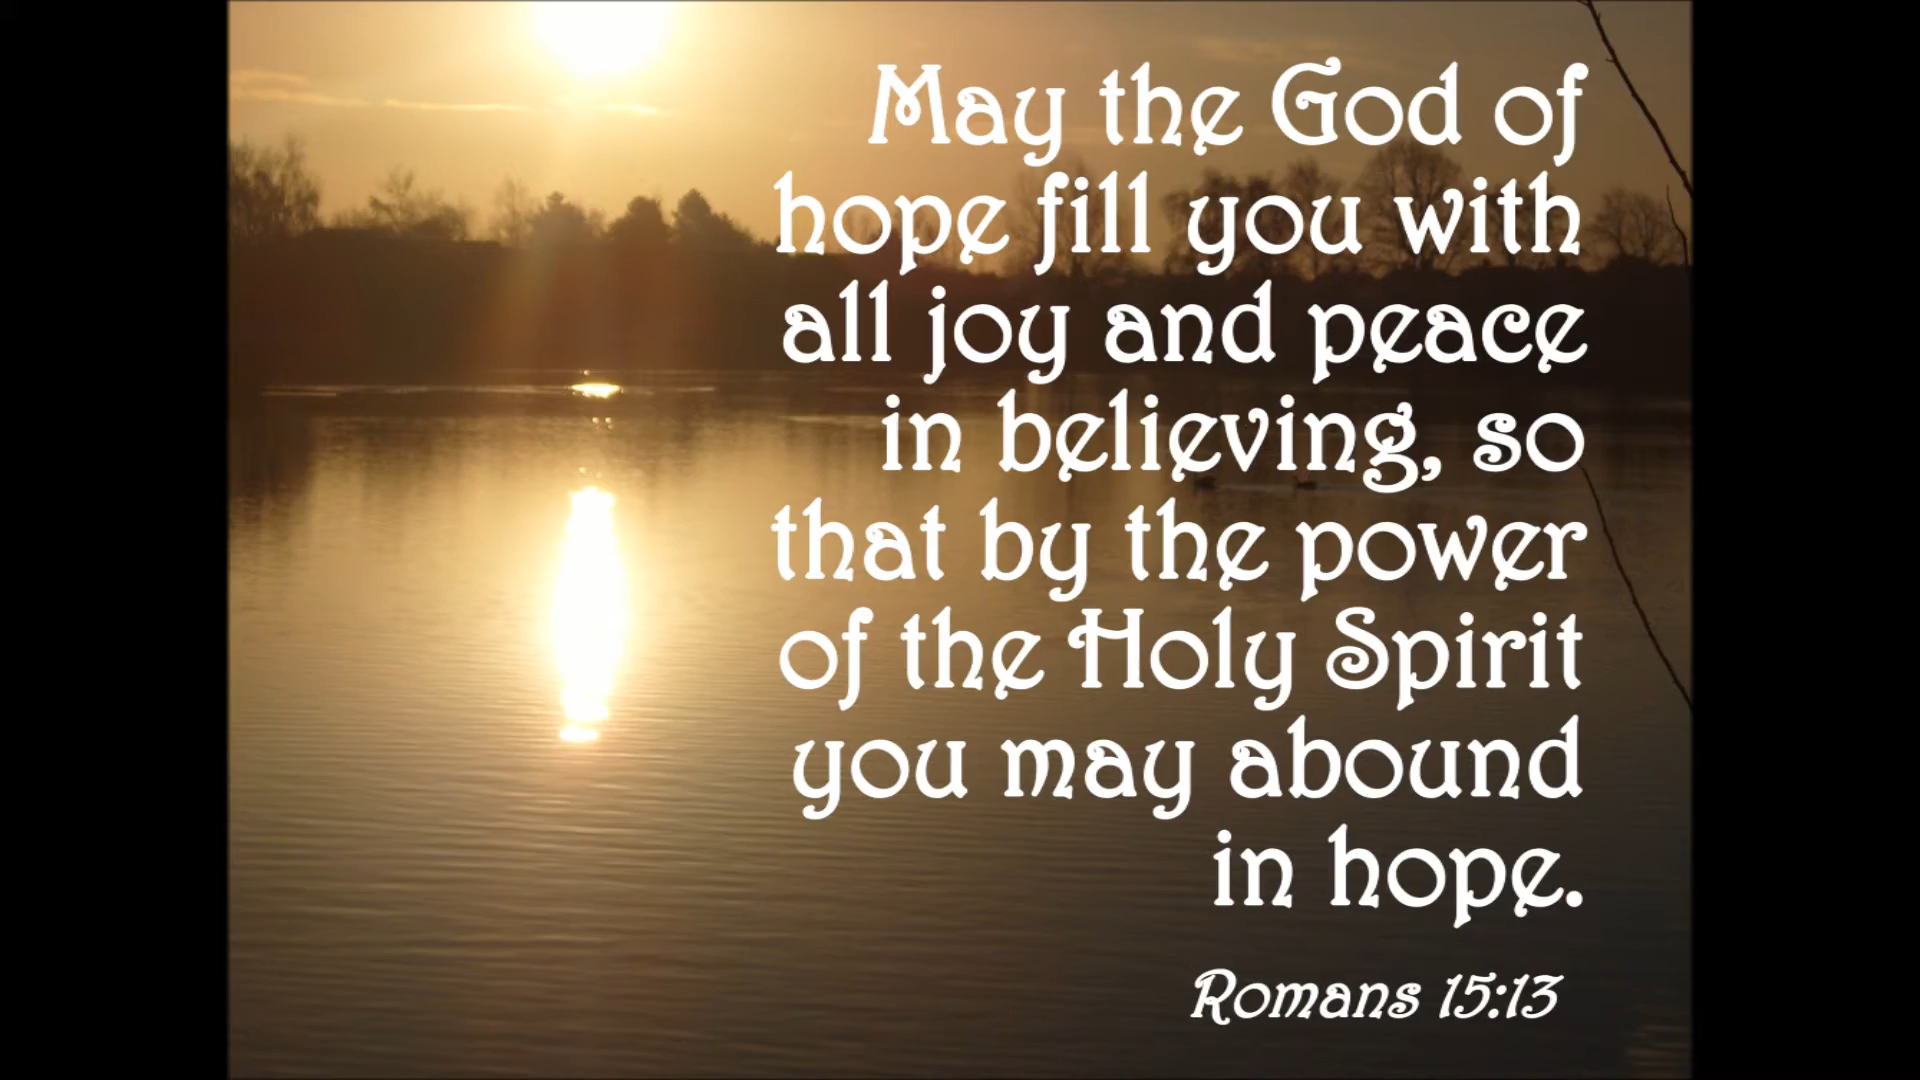 May the God of
hope fill you with
all joy and peace
in believing, so
that by the power
of the Holy Spirit
you may abound
in hope.
Romans 15:13